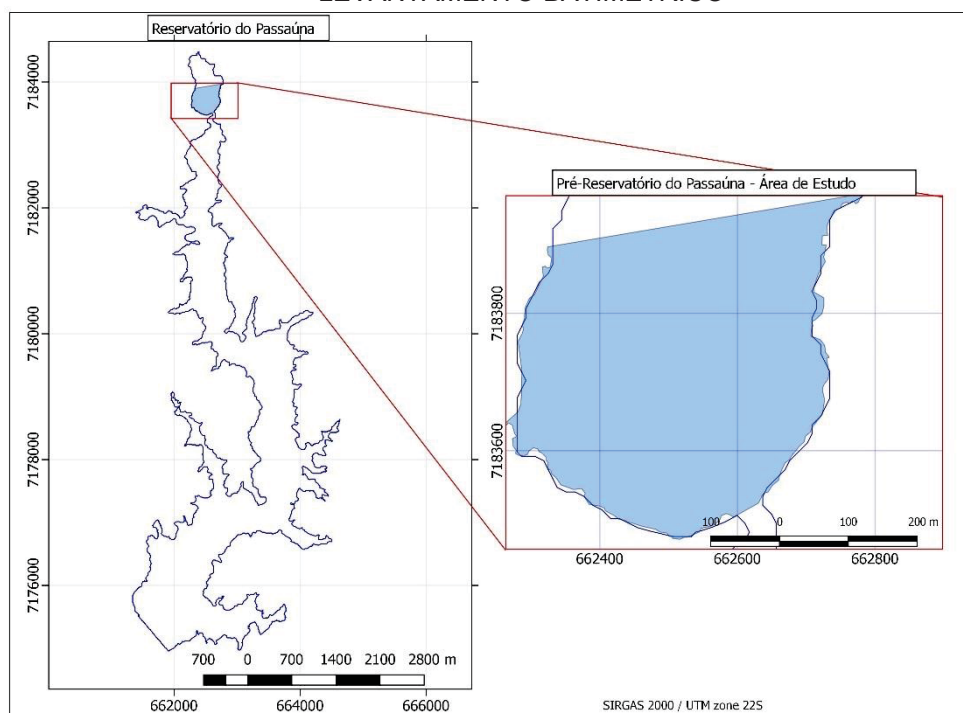 LEVANTAMENTO BATIMÉTRICO
Reservatório do Passaúna
7184000
7182000
7180000
7178000
7176000
700 0 700 1400 2100 2800 m
662000 664000 666000
Pré-Reservatório do Passaúna - Área de Estudo
7183800
7183600
100 0 100 200 m
662400 662600 662800
SIRGAS 2000 / UTM zone 22S